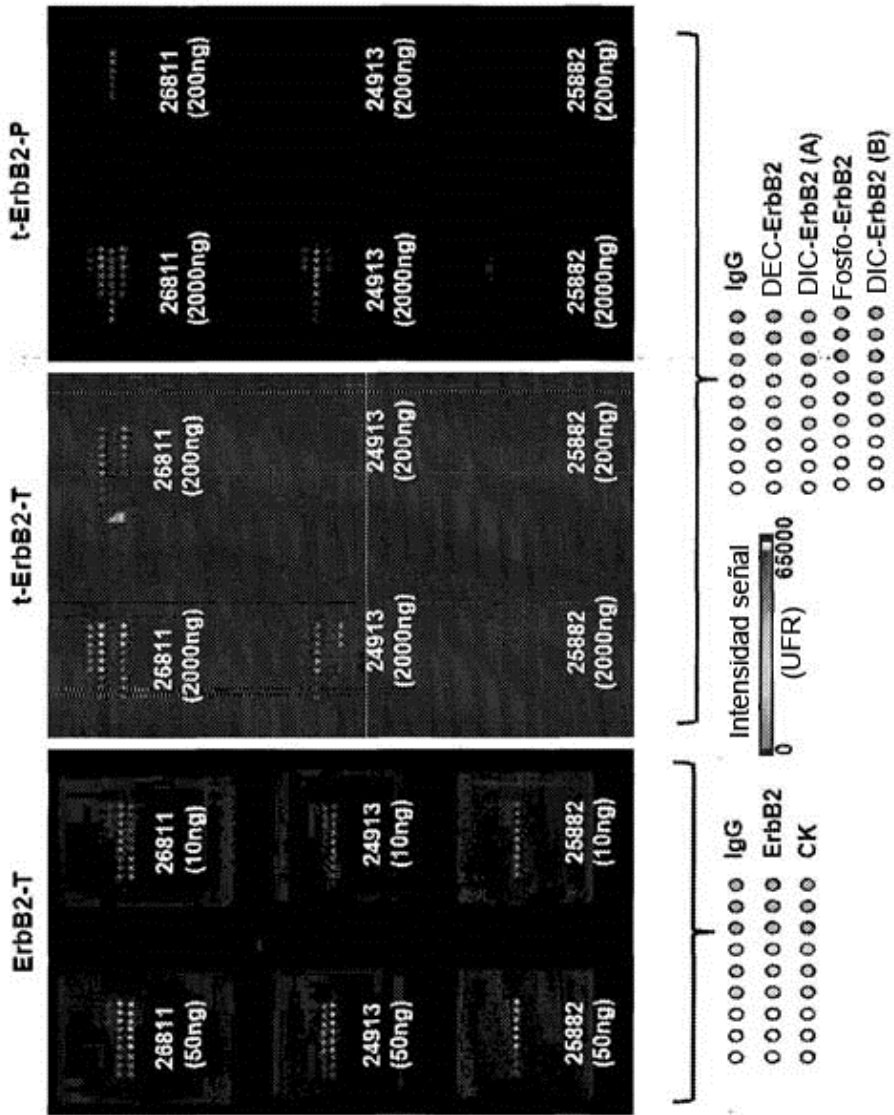 ErbB2-T
26811
(50ng)
26811
(10ng)
24913
(50ng)
24913
(10ng)
25882
(50ng)
25882
(10ng)
t-ErbB2-T
26811
(2000ng)
26811
(200ng)
24913
(2000ng)
24913
(200ng)
25882
(2000ng)
25882
(200ng)
t-ErbB2-P
26811
(2000ng)
26811
(200ng)
24913
(2000ng)
24913
(200ng)
25882
(2000ng)
25882
(200ng)
IgG
ErbB2
CK
Intensidad señal
0 65000
(UFR)
IgG
DEC-ErbB2
DIC-ErbB2 (A)
Fosfo-ErbB2
DIC-ErbB2 (B)